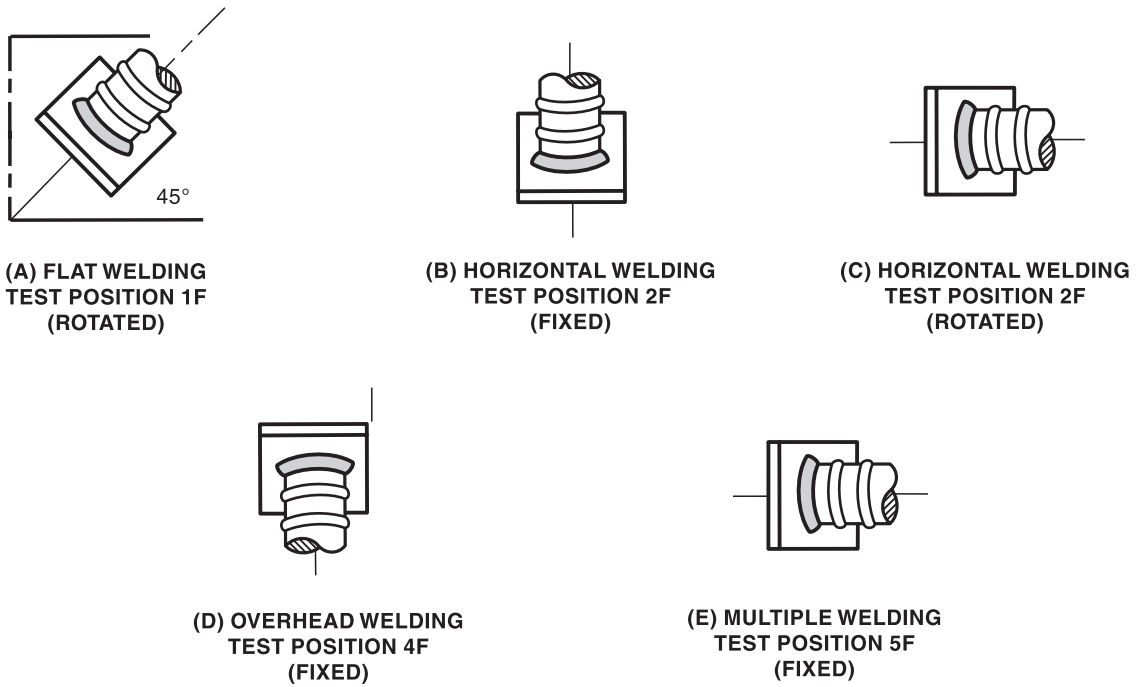 45°
(A) FLAT WELDING
TEST POSITION 1F
(ROTATED)
(B) HORIZONTAL WELDING
TEST POSITION 2F
(FIXED)
(C) HORIZONTAL WELDING
TEST POSITION 2F
(ROTATED)
(D) OVERHEAD WELDING
TEST POSITION 4F
(FIXED)
(E) MULTIPLE WELDING
TEST POSITION 5F
(FIXED)